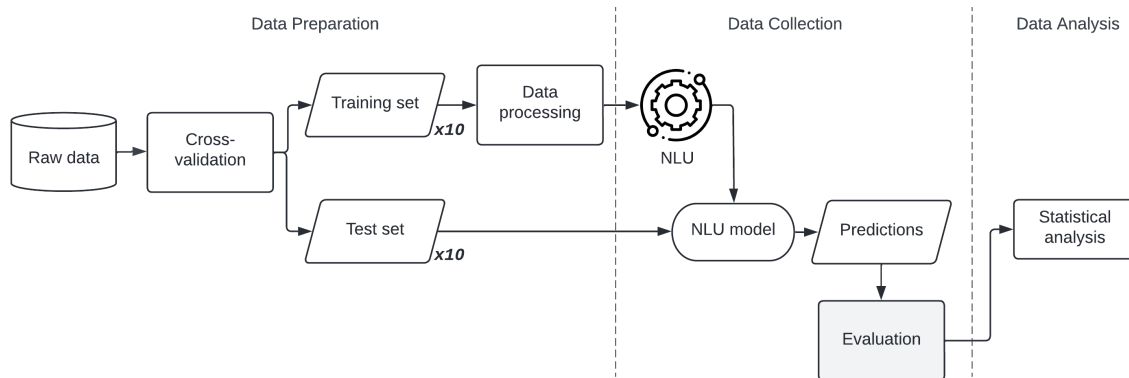 Data Preparation
Data Collection
Data Analysis
Raw data
Cross-
validation
Training set
x10
Data
processing
NLU
Test set
x10
NLU model
Predictions
Evaluation
Statistical
analysis